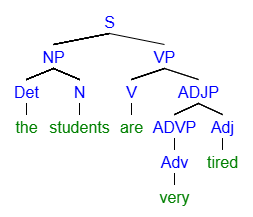 S
NP VP
Det N V ADJP
the students are ADVP Adj
Adv tired
very